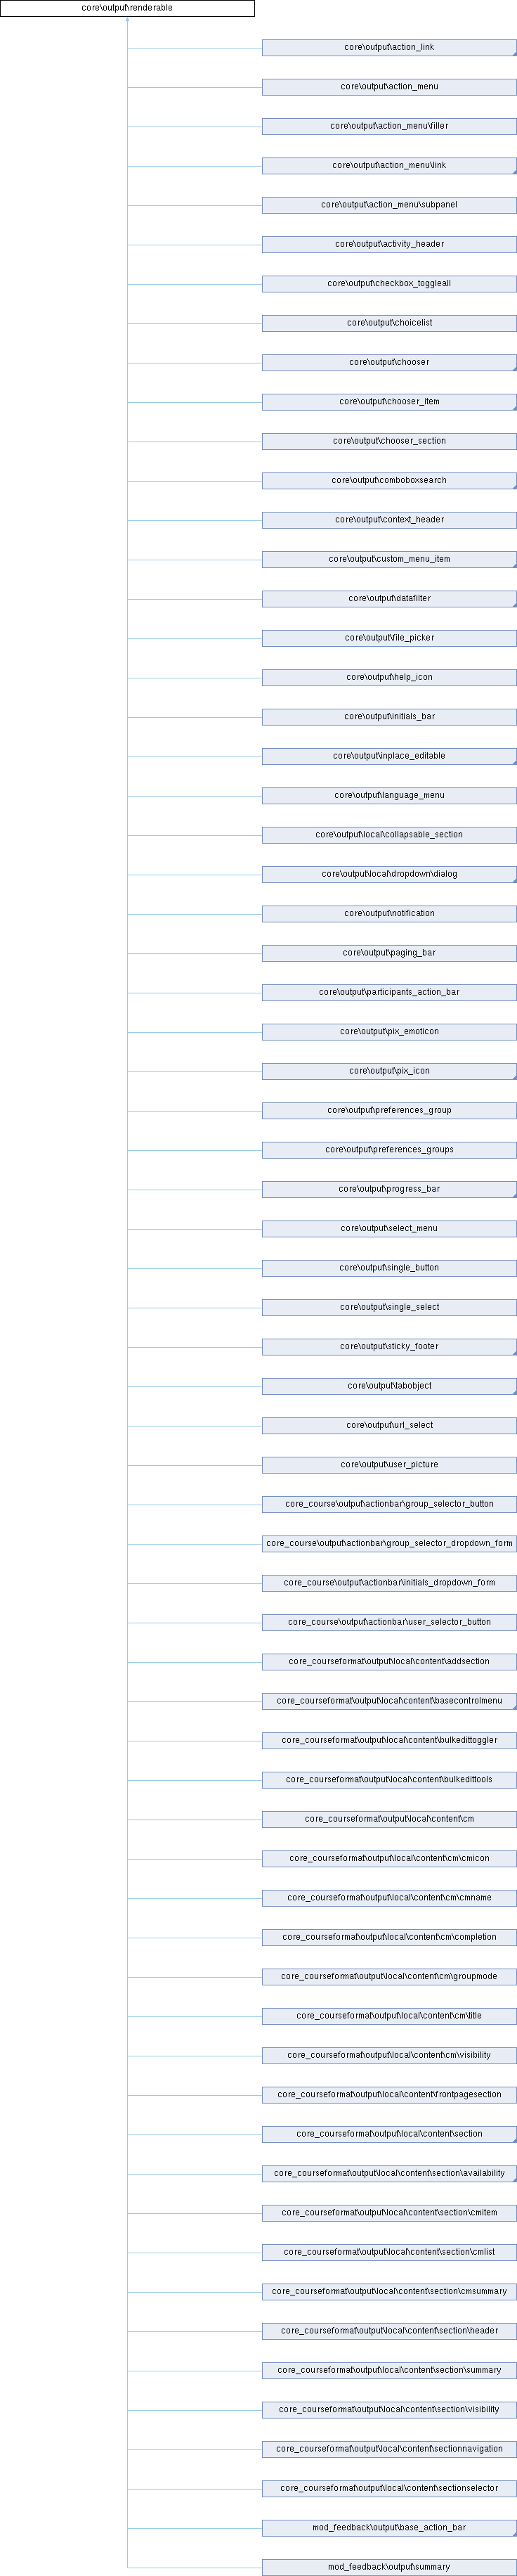 core\output\renderable
core\output\action_link
core\output\action_menu
core\output\action_menu\filler
core\output\action_menu\link
core\output\action_menu\subpanel
core\output\activity_header
core\output\checkbox_toggleall
core\output\choicelist
core\output\chooser
core\output\chooser_item
core\output\chooser_section
core\output\comboboxsearch
core\output\context_header
core\output\custom_menu_item
core\output\datafilter
core\output\file_picker
core\output\help_icon
core\output\initials_bar
core\output\inplace_editable
core\output\language_menu
core\output\local\collapsable_section
core\output\local\dropdown\dialog
core\output\notification
core\output\paging_bar
core\output\participants_action_bar
core\output\pix_emoticon
core\output\pix_icon
core\output\preferences_group
core\output\preferences_groups
core\output\progress_bar
core\output\select_menu
core\output\single_button
core\output\single_select
core\output\sticky_footer
core\output\tabobject
core\output\url_select
core\output\user_picture
core_course\output\actionbar\group_selector_button
core_course\output\actionbar\group_selector_dropdown_form
core_course\output\actionbar\initials_dropdown_form
core_course\output\actionbar\user_selector_button
core_courseformat\output\local\content\addsection
core_courseformat\output\local\content\basecontrolmenu
core_courseformat\output\local\content\bulkedittoggler
core_courseformat\output\local\content\bulkedittools
core_courseformat\output\local\content\cm
core_courseformat\output\local\content\cm\cmicon
core_courseformat\output\local\content\cm\cmname
core_courseformat\output\local\content\cm\completion
core_courseformat\output\local\content\cm\groupmode
core_courseformat\output\local\content\cm\title
core_courseformat\output\local\content\cm\visibility
core_courseformat\output\local\content\frontpagesection
core_courseformat\output\local\content\section
core_courseformat\output\local\content\section\availability
core_courseformat\output\local\content\section\cmitem
core_courseformat\output\local\content\section\cmlist
core_courseformat\output\local\content\section\cmsummary
core_courseformat\output\local\content\section\header
core_courseformat\output\local\content\section\summary
core_courseformat\output\local\content\section\visibility
core_courseformat\output\local\content\sectionnavigation
core_courseformat\output\local\content\sectionselector
mod_feedback\output\base_action_bar
mod_feedback\output\summary